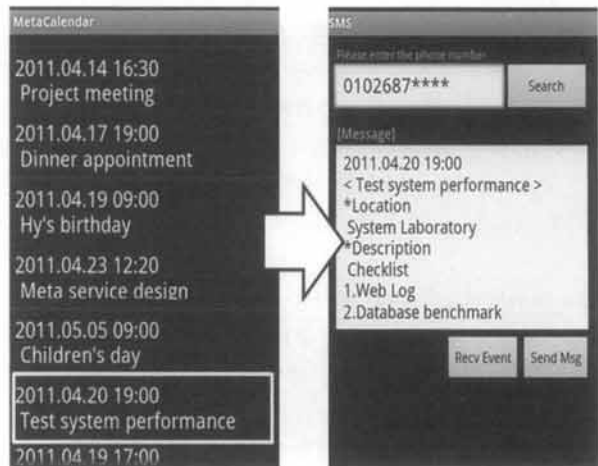 MetaCalendar
2011.04.14 16:30
Project meeting
2011.04.17 19:00
Dinner appointment
2011.04.19 09:00
Hy's birthday
2011.04.23 12:20
Meta service design
2011.05.05 09:00
Children's day
2011.04.20 19:00
Test system performance
2011.04.19 17:00
SMS
Please enter the phone number
0102687****
Search
[Message]
2011.04.20 19:00
< Test system performance >
*Location
System Laboratory
*Description
Checklist
1.Web Log
2.Database benchmark
Recv Event
Send Msg